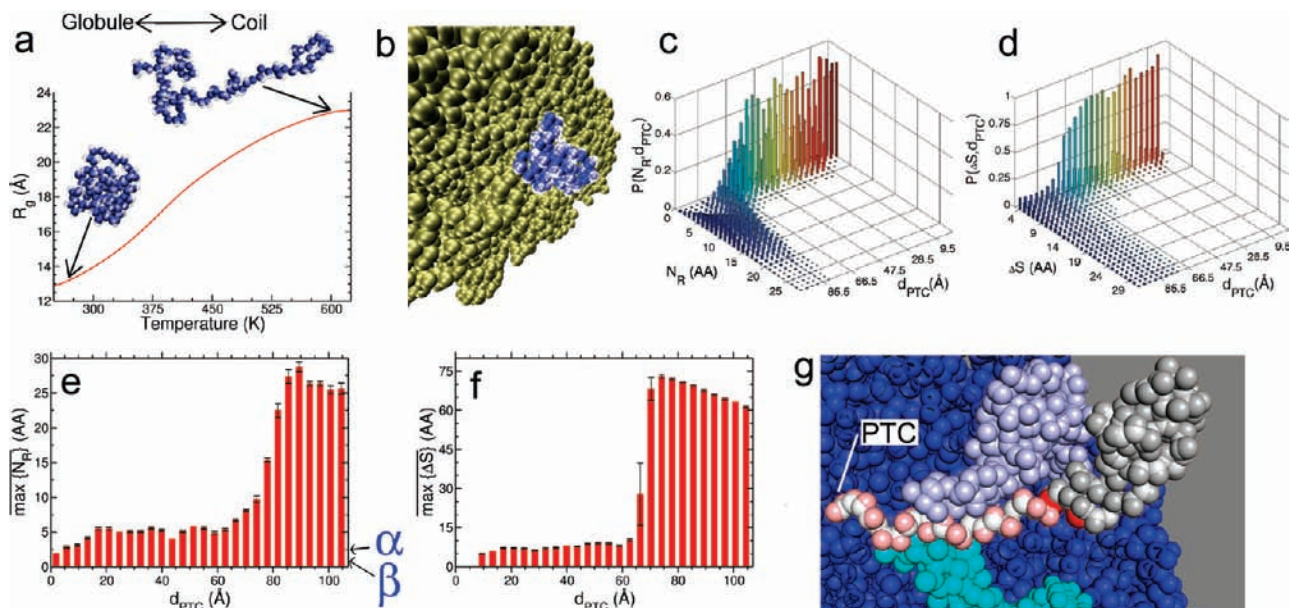 a
Globule
Coil
24
22
20
18
16
14
12
Rg (Å)
300
375
450
525
600
Temperature (K)
b
c
0.6
0.4
0.2
0
P(NR,dPTC)
0
5
10
15
20
25
NR (AA)
86.5
66.5
47.5
28.5
9.5
dPTC(Å)
d
1
0.75
0.5
0.25
0
P(ΔS,dPTC)
4
9
14
19
24
29
ΔS (AA)
86.5
66.5
47.5
28.5
9.5
dPTC(Å)
e
30
25
20
15
10
5
0
max {NR} (AA)
0
20
40
60
80
100
dPTC (Å)
α
β
f
75
60
45
30
15
0
max {ΔS} (AA)
0
20
40
60
80
100
dPTC (Å)
g
PTC